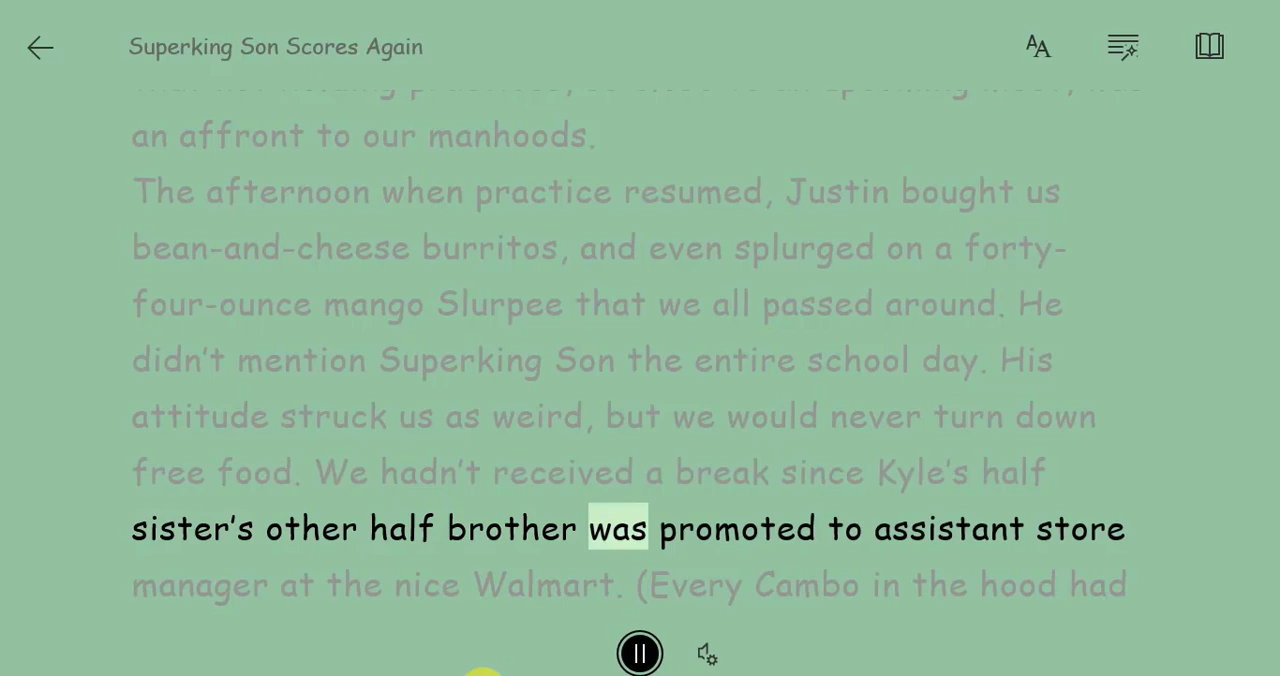 Superking Son Scores Again
an affront to our manhoods.
The afternoon when practice resumed, Justin bought us
bean-and-cheese burritos, and even splurged on a forty-
four-ounce mango Slurpee that we all passed around. He
didn't mention Superking Son the entire school day. His
attitude struck us as weird, but we would never turn down
free food. We hadn't received a break since Kyle's half
sister's other half brother was promoted to assistant store
manager at the nice Walmart. (Every Cambo in the hood had